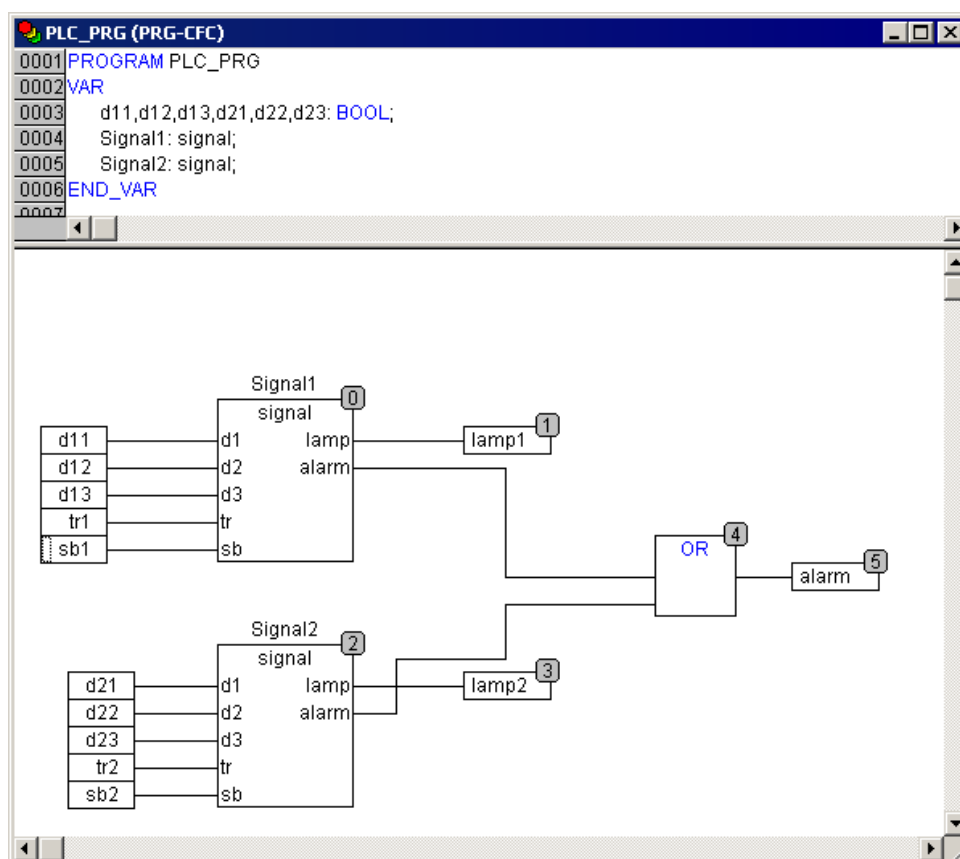 PLC_PRG (PRG-CFC)
0001 PROGRAM PLC_PRG
0002 VAR
0003 d11,d12,d13,d21,d22,d23: BOOL;
0004 Signal1: signal;
0005 Signal2: signal;
0006 END_VAR
0007
Signal1
0
signal
d11 d1 lamp lamp1 1
d12 d2 alarm
d13 d3
tr1 tr
sb1 sb
OR 4
alarm 5
Signal2
2
signal
d21 d1 lamp lamp2 3
d22 d2 alarm
d23 d3
tr2 tr
sb2 sb